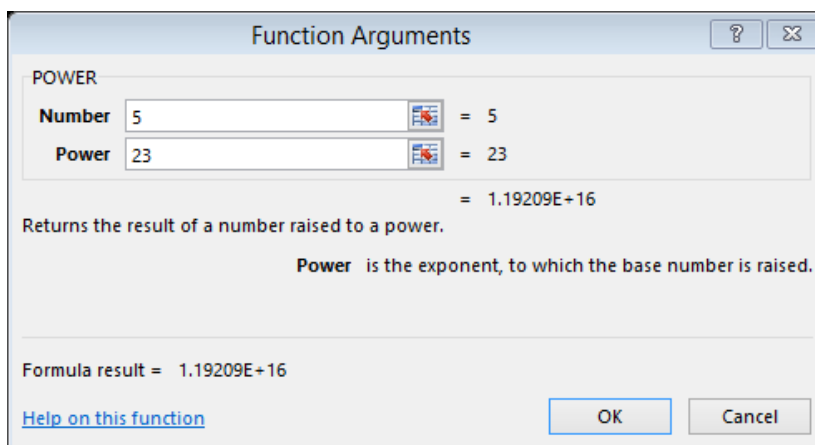 Function Arguments
POWER
Number 5 = 5
Power 23 = 23
= 1.19209E+16
Returns the result of a number raised to a power.
Power is the exponent, to which the base number is raised.
Formula result = 1.19209E+16
Help on this function OK Cancel